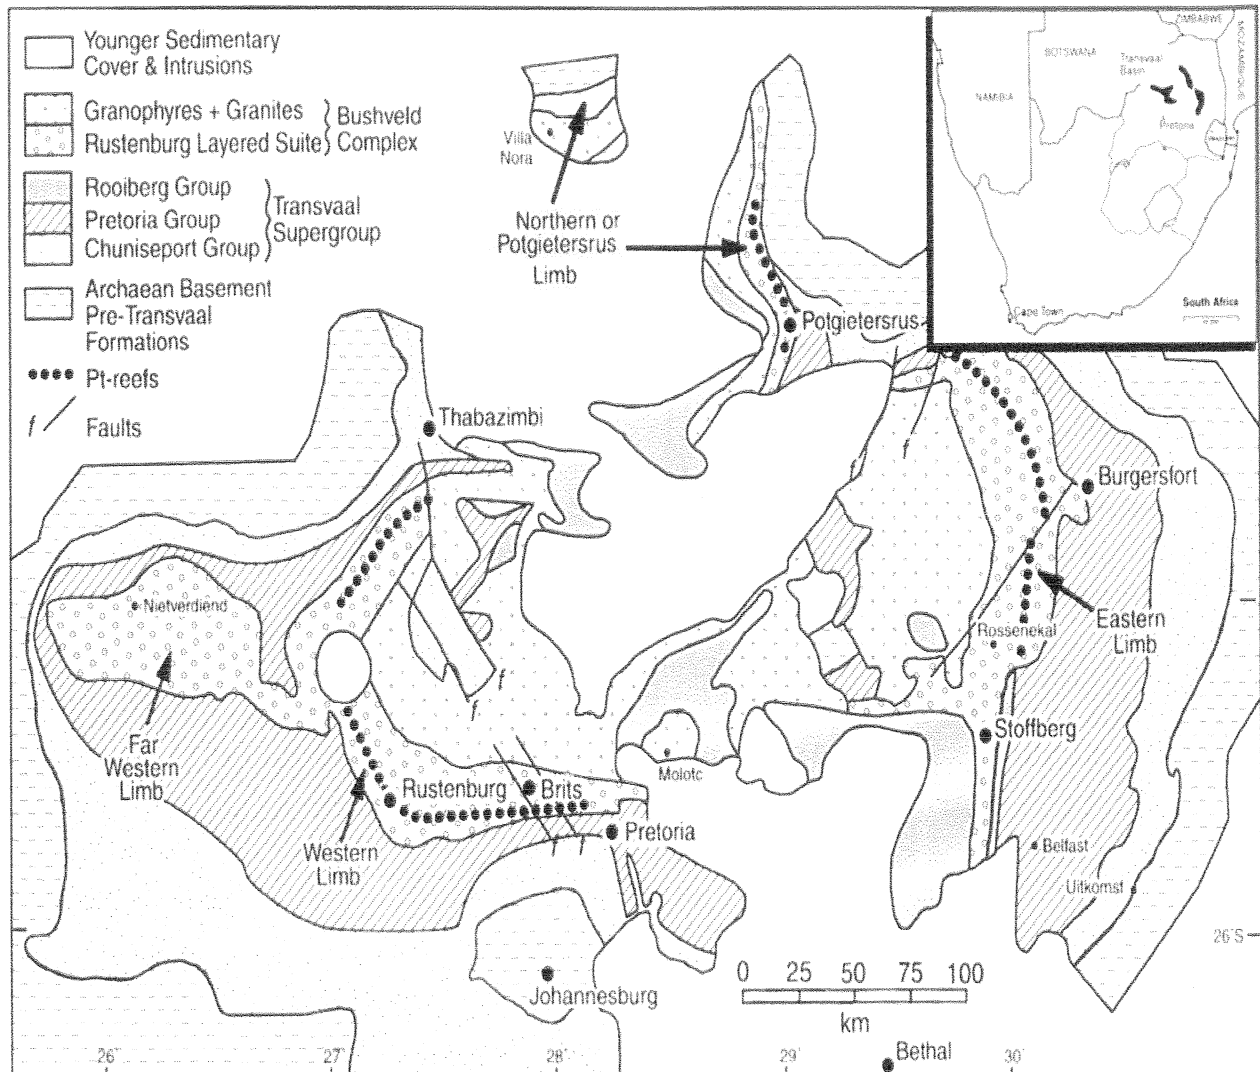 Younger Sedimentary
Cover & Intrusions
Granophyres + Granites
Rustenburg Layered Suite
Bushveld
Complex
Rooiberg Group
Pretoria Group
Chuniseport Group
Transvaal
Supergroup
Archaean Basement
Pre-Transvaal
Formations
Pt-reefs
f Faults
Villa
Nora
Northern or
Potgietersrus
Limb
Potgietersrus
ZIMBABWE
MOZAMBIQUE
BOTSWANA
Transvaal
Basin
NAMIBIA
Pretoria
Cape Town
South Africa
Thabazimbi
f
f
Burgersfort
Nietverdiend
Eastern
Limb
Rossenekal
f
f
Far
Western
Limb
Stoffberg
Molotc
Rustenburg
Brits
Pretoria
f
f
Western
Limb
Belfast
Uitkomst
26°S
Johannesburg
0 25 50 75 100
km
26°
27°
28°
29°
30°
Bethal